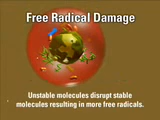 Free Radical Damage
Unstable molecules disrupt stable
molecules resulting in more free radicals.